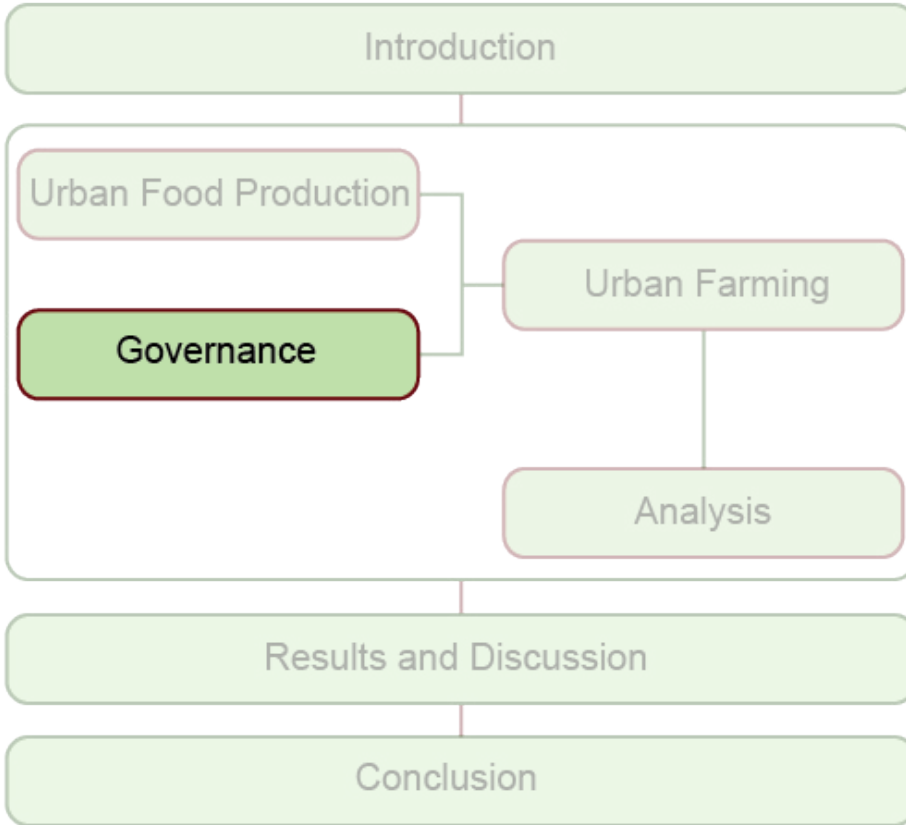 Introduction
Urban Food Production
Urban Farming
Governance
Analysis
Results and Discussion
Conclusion